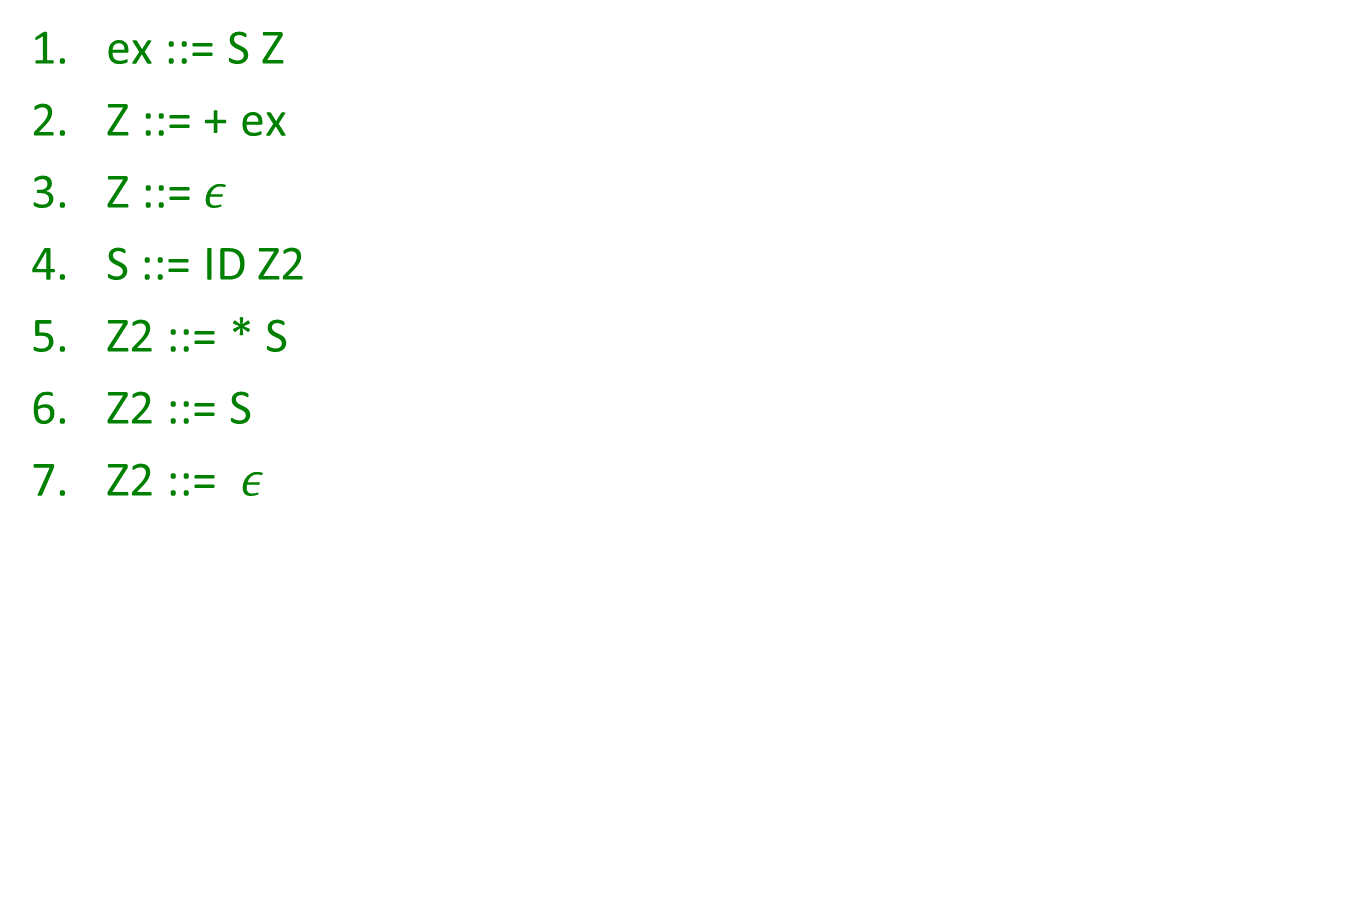 1. ex ::= S Z
2. Z ::= + ex
3. Z ::= ϵ
4. S ::= ID Z2
5. Z2 ::= * S
6. Z2 ::= S
7. Z2 ::= ϵ